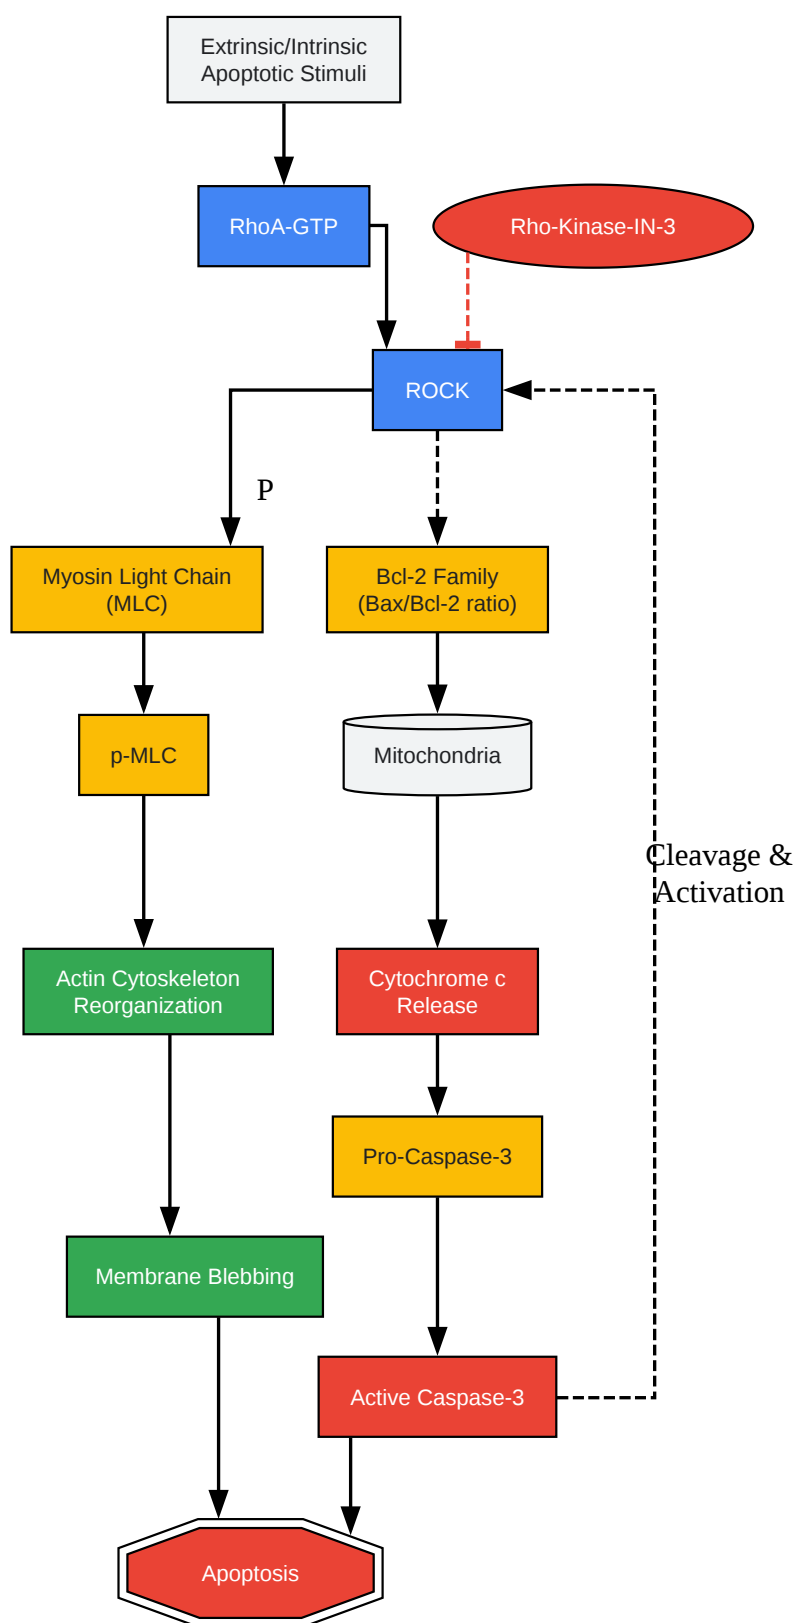 Extrinsic/Intrinsic
Apoptotic Stimuli
RhoA-GTP
Rho-Kinase-IN-3
ROCK
P
Myosin Light Chain
(MLC)
Bcl-2 Family
(Bax/Bcl-2 ratio)
p-MLC
Mitochondria
Cleavage &
Activation
Actin Cytoskeleton
Reorganization
Cytochrome c
Release
Pro-Caspase-3
Membrane Blebbing
Active Caspase-3
Apoptosis